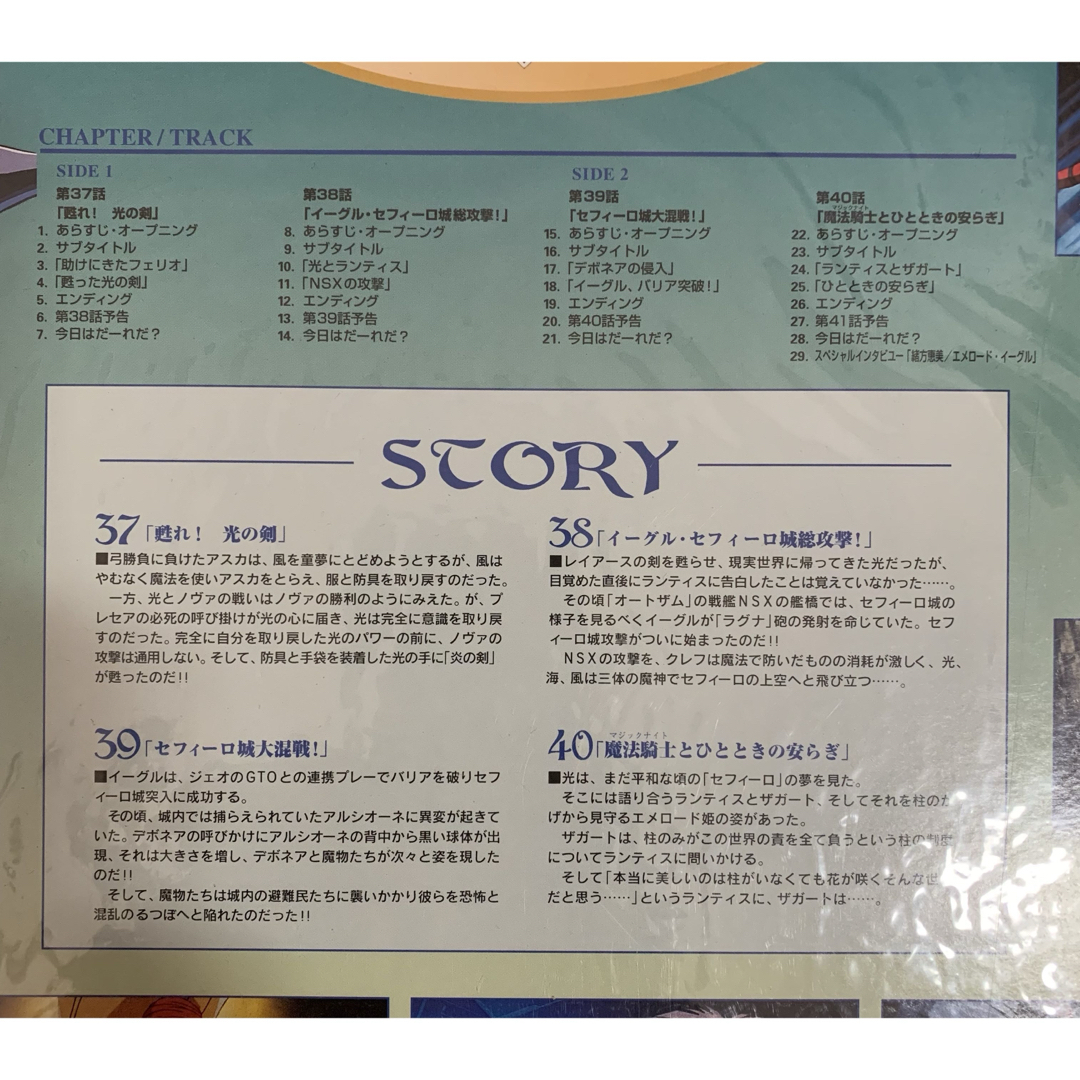 CHAPTER/TRACK
SIDE 1
第37話
「甦れ! 光の剣」
1. あらすじ・オープニング
2. サブタイトル
3. 「助けにきたフェリオ」
4. 「甦った光の剣」
5. エンディング
6. 第38話予告
7. 今日はだーれだ?
第38話
「イーグル・セフィーロ城総攻撃!」
8. あらすじ・オープニング
9. サブタイトル
10. 「光とランティス」
11. 「NSXの攻撃」
12. エンディング
13. 第39話予告
14. 今日はだーれだ?
SIDE 2
第39話
「セフィーロ城大混戦!」
15. あらすじ・オープニング
16. サブタイトル
17. 「デボネアの侵入」
18. 「イーグル、バリア突破!」
19. エンディング
20. 第40話予告
21. 今日はだーれだ?
第40話
マジックナイト
「魔法騎士とひとときの安らぎ」
22. あらすじ・オープニング
23. サブタイトル
24. 「ランティスとザガート」
25. 「ひとときの安らぎ」
26. エンディング
27. 第41話予告
28. 今日はだーれだ?
29. スペシャルインタビュー「緒方恵美/エメロード・イーグル」
STORY
37「甦れ! 光の剣」
■弓勝負に負けたアスカは、風を童夢にとどめようとするが、風は
やむなく魔法を使いアスカをとらえ、服と防具を取り戻すのだった。
一方、光とノヴァの戦いはノヴァの勝利のようにみえた。が、プ
レセアの必死の呼び掛けが光の心に届き、光は完全に意識を取り戻
すのだった。完全に自分を取り戻した光のパワーの前に、ノヴァの
攻撃は通用しない。そして、防具と手袋を装着した光の手に「炎の剣」
が甦ったのだ!!
38「イーグル・セフィーロ城総攻撃!」
■レイアースの剣を甦らせ、現実世界に帰ってきた光だったが、
目覚めた直後にランティスに告白したことは覚えていなかった……。
その頃「オートザム」の戦艦NSXの艦橋では、セフィーロ城の
様子を見るべくイーグルが「ラグナ」砲の発射を命じていた。セフ
ィーロ城攻撃がついに始まったのだ!!
NSXの攻撃を、クレフは魔法で防いだものの消耗が激しく、光、
海、風は三体の魔神でセフィーロの上空へと飛び立つ……。
39「セフィーロ城大混戦!」
■イーグルは、ジェオのGTOとの連携プレーでバリアを破りセフ
ィーロ城突入に成功する。
その頃、城内では捕らえられていたアルシオーネに異変が起きて
いた。デボネアの呼びかけにアルシオーネの背中から黒い球体が出
現、それは大きさを増し、デボネアと魔物たちが次々と姿を現した
のだ!!
そして、魔物たちは城内の避難民たちに襲いかかり彼らを恐怖と
混乱のるつぼへと陥れたのだった!!
マジックナイト
40「魔法騎士とひとときの安らぎ」
■光は、まだ平和な頃の「セフィーロ」の夢を見た。
そこには語り合うランティスとザガート、そしてそれを柱のか
げから見守るエメロード姫の姿があった。
ザガートは、柱のみがこの世界の責を全て負うという柱の制度
についてランティスに問いかける。
そして「本当に美しいのは柱がいなくても花が咲くそんな世
だと思う……」というランティスに、ザガートは……。